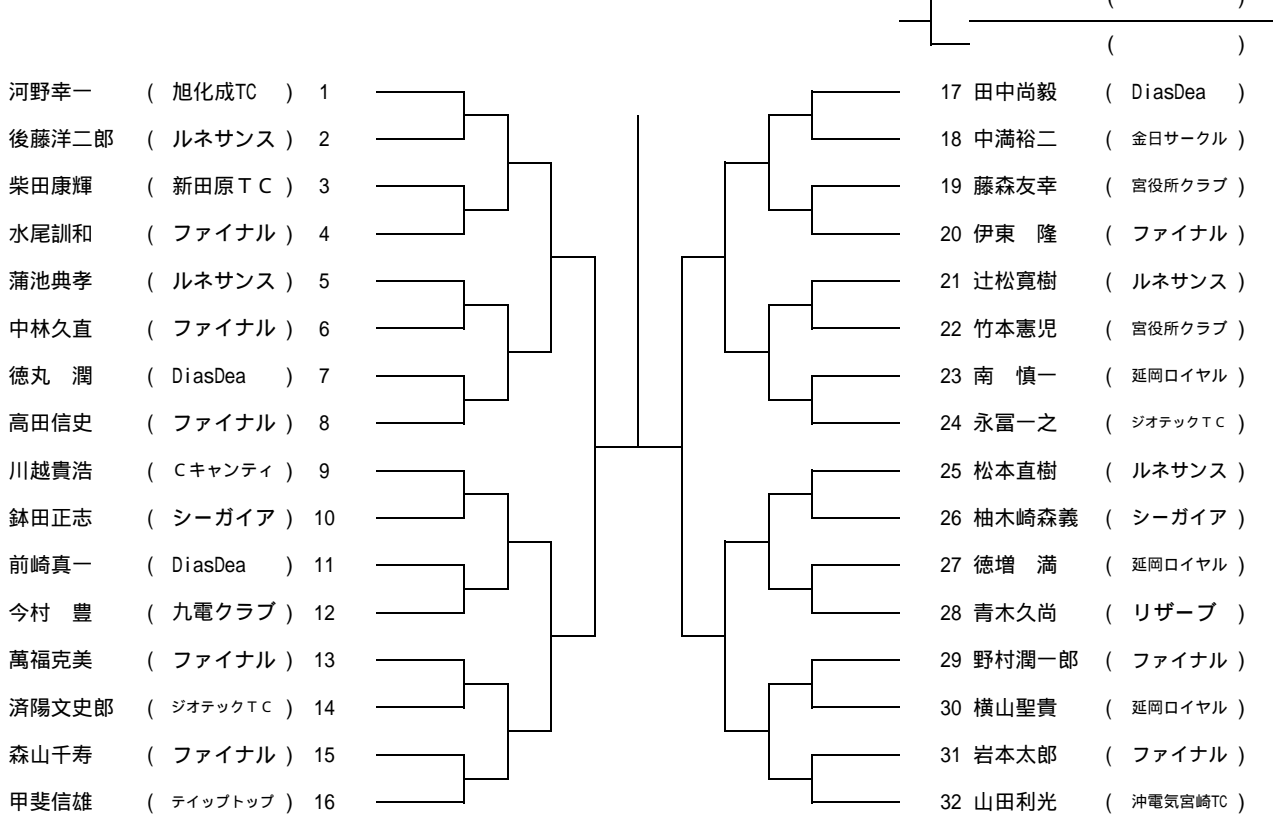 ( )
( )
河野幸一 ( 旭化成TC ) 1
後藤洋二郎 ( ルネサンス ) 2
柴田康輝 ( 新田原ＴＣ ) 3
水尾訓和 ( ファイナル ) 4
蒲池典孝 ( ルネサンス ) 5
中林久直 ( ファイナル ) 6
徳丸　潤 ( DiasDea ) 7
高田信史 ( ファイナル ) 8
川越貴浩 ( Ｃキャンティ ) 9
鉢田正志 ( シーガイア ) 10
前崎真一 ( DiasDea ) 11
今村　豊 ( 九電クラブ ) 12
萬福克美 ( ファイナル ) 13
済陽文史郎 ( ジオテックＴＣ ) 14
森山千寿 ( ファイナル ) 15
甲斐信雄 ( テイップトップ ) 16
17 田中尚毅 ( DiasDea )
18 中満裕二 ( 金日サークル )
19 藤森友幸 ( 宮役所クラブ )
20 伊東　隆 ( ファイナル )
21 辻松寛樹 ( ルネサンス )
22 竹本憲児 ( 宮役所クラブ )
23 南　慎一 ( 延岡ロイヤル )
24 永冨一之 ( ジオテックＴＣ )
25 松本直樹 ( ルネサンス )
26 柚木崎森義 ( シーガイア )
27 徳増　満 ( 延岡ロイヤル )
28 青木久尚 ( リザーブ )
29 野村潤一郎 ( ファイナル )
30 横山聖貴 ( 延岡ロイヤル )
31 岩本太郎 ( ファイナル )
32 山田利光 ( 沖電気宮崎TC )